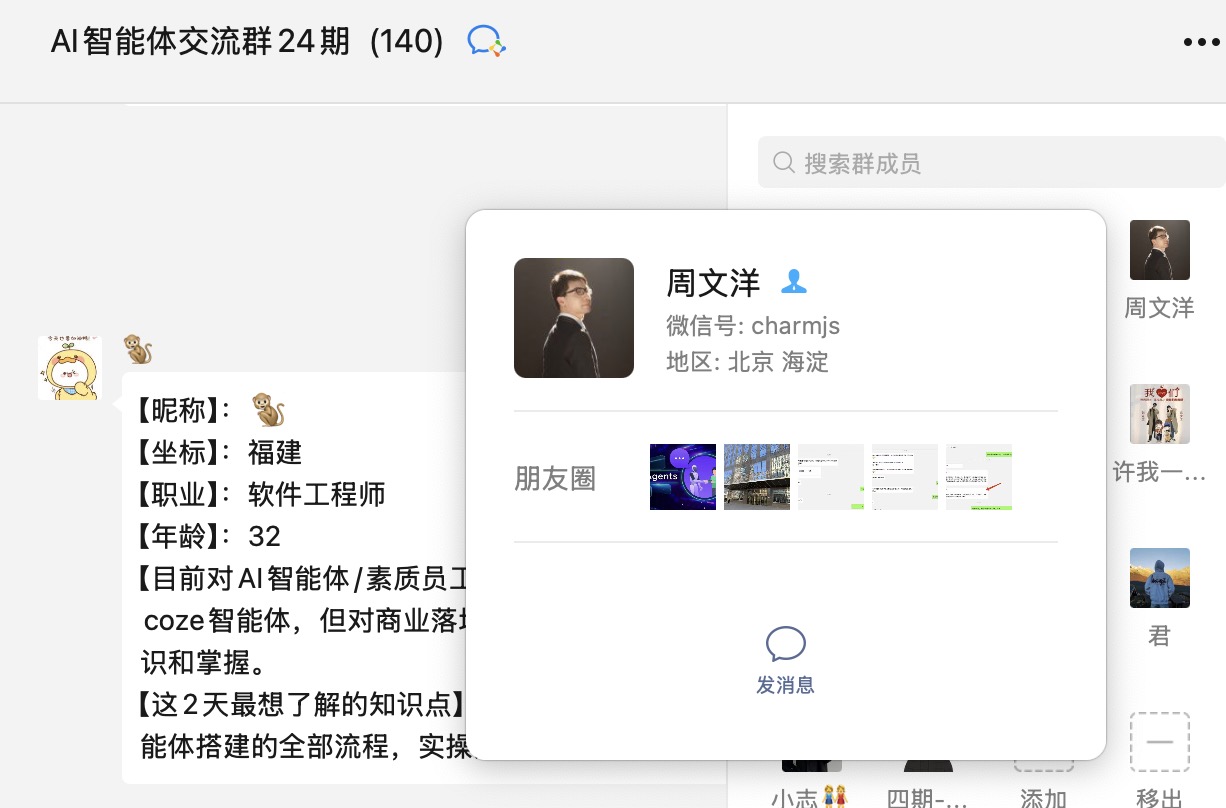 AI智能体交流群24期 (140)
搜索群成员
周文洋
微信号: charmjs
地区: 北京 海淀
朋友圈
gents
发消息
【昵称】：🐒
【坐标】：福建
【职业】：软件工程师
【年龄】：32
【目前对AI智能体/素质员工
coze智能体，但对商业落地
识和掌握。
【这2天最想了解的知识点】
能体搭建的全部流程，实操
周文洋
许我一...
君
小志
四期-...
添加
移出